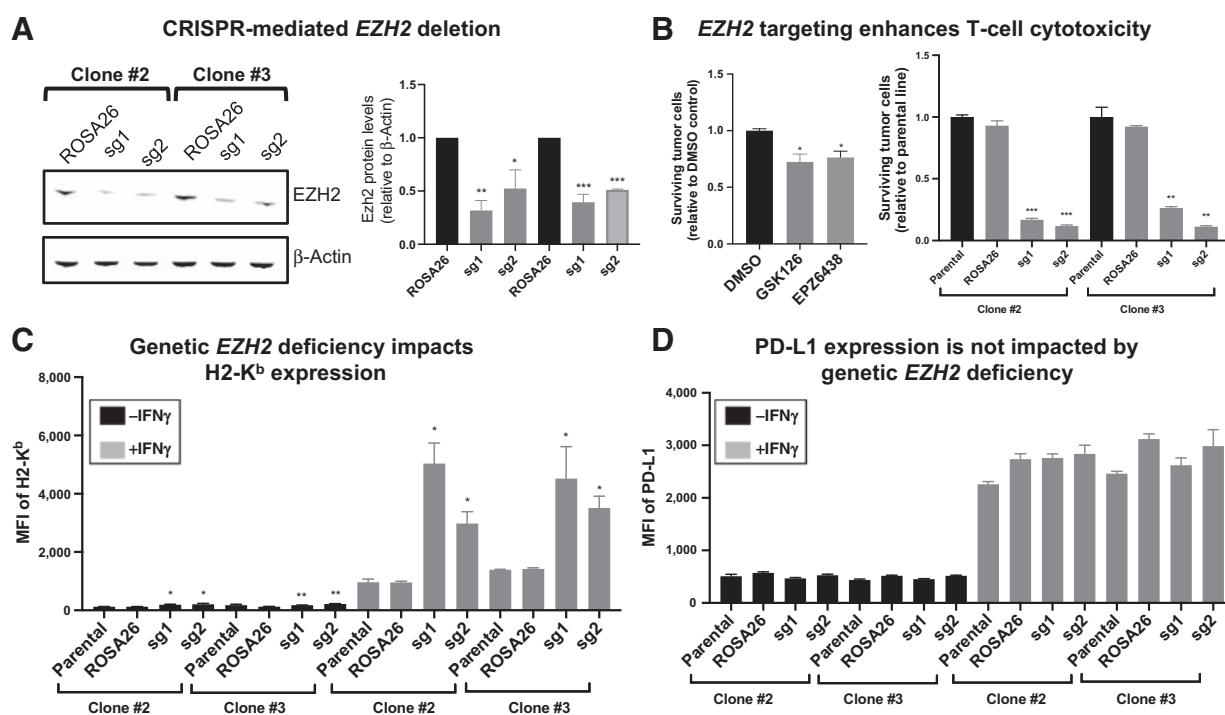 A
CRISPR-mediated EZH2 deletion
Clone #2
Clone #3
ROSA26
sg1
sg2
ROSA26
sg1
sg2
EZH2
β-Actin
Ezh2 protein levels
(relative to β-Actin)
1.5
1.0
0.5
0.0
**
*
***
***
ROSA26
sg1
sg2
ROSA26
sg1
sg2
B
EZH2 targeting enhances T-cell cytotoxicity
Surviving tumor cells
(relative to DMSO control)
1.5
1.0
0.5
0.0
*
*
DMSO
GSK126
EPZ6438
Surviving tumor cells
(relative to parental line)
1.5
1.0
0.5
0.0
***
***
**
**
Parental
ROSA26
sg1
sg2
Parental
ROSA26
sg1
sg2
Clone #2
Clone #3
C
Genetic EZH2 deficiency impacts
H2-Kᵇ expression
MFI of H2-Kᵇ
8,000
6,000
4,000
2,000
0
–IFNγ
+IFNγ
*
*
**
**
*
*
*
*
Parental
ROSA26
sg1
sg2
Parental
ROSA26
sg1
sg2
Parental
ROSA26
sg1
sg2
Parental
ROSA26
sg1
sg2
Clone #2
Clone #3
Clone #2
Clone #3
D
PD-L1 expression is not impacted by
genetic EZH2 deficiency
MFI of PD-L1
4,000
3,000
2,000
1,000
0
–IFNγ
+IFNγ
Parental
ROSA26
sg1
sg2
Parental
ROSA26
sg1
sg2
Parental
ROSA26
sg1
sg2
Parental
ROSA26
sg1
sg2
Clone #2
Clone #3
Clone #2
Clone #3